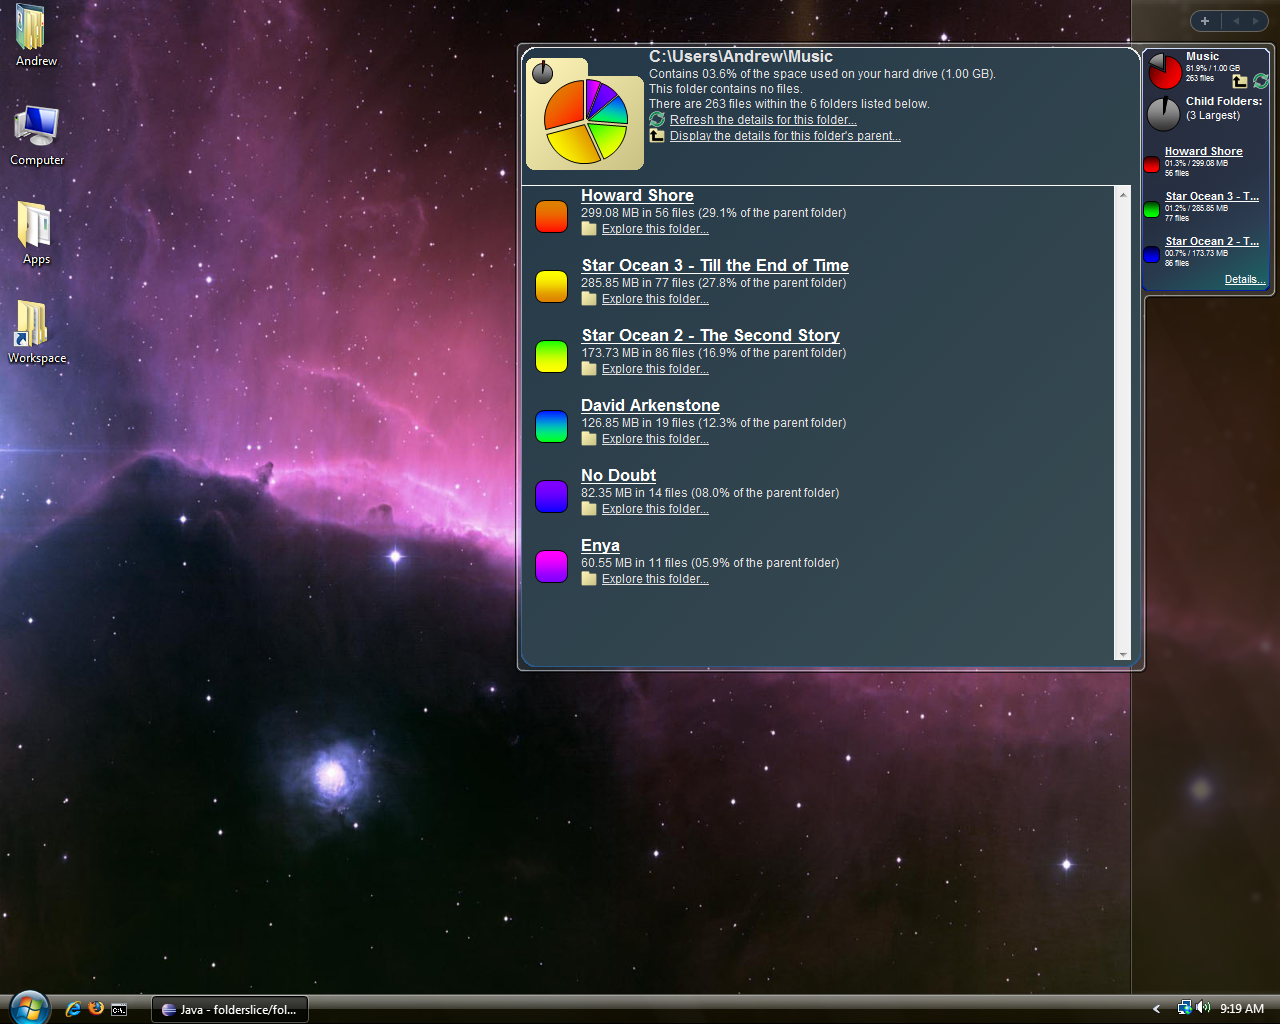 Andrew
Computer
Apps
Workspace
C:\Users\Andrew\Music
Contains 03.6% of the space used on your hard drive (1.00 GB).
This folder contains no files.
There are 263 files within the 6 folders listed below.
Refresh the details for this folder...
Display the details for this folder's parent...
Howard Shore
299.08 MB in 56 files (29.1% of the parent folder)
Explore this folder...
Star Ocean 3 - Till the End of Time
285.85 MB in 77 files (27.8% of the parent folder)
Explore this folder...
Star Ocean 2 - The Second Story
173.73 MB in 86 files (16.9% of the parent folder)
Explore this folder...
David Arkenstone
126.85 MB in 19 files (12.3% of the parent folder)
Explore this folder...
No Doubt
82.35 MB in 14 files (08.0% of the parent folder)
Explore this folder...
Enya
60.55 MB in 11 files (05.9% of the parent folder)
Explore this folder...
Music
81.9% / 1.00 GB
263 files
Child Folders:
(3 Largest)
Howard Shore
01.3% / 299.08 MB
56 files
Star Ocean 3 - T...
01.2% / 285.85 MB
77 files
Star Ocean 2 - T...
00.7% / 173.73 MB
86 files
Details...
C:\.
Java - folderslice/fol...
9:19 AM